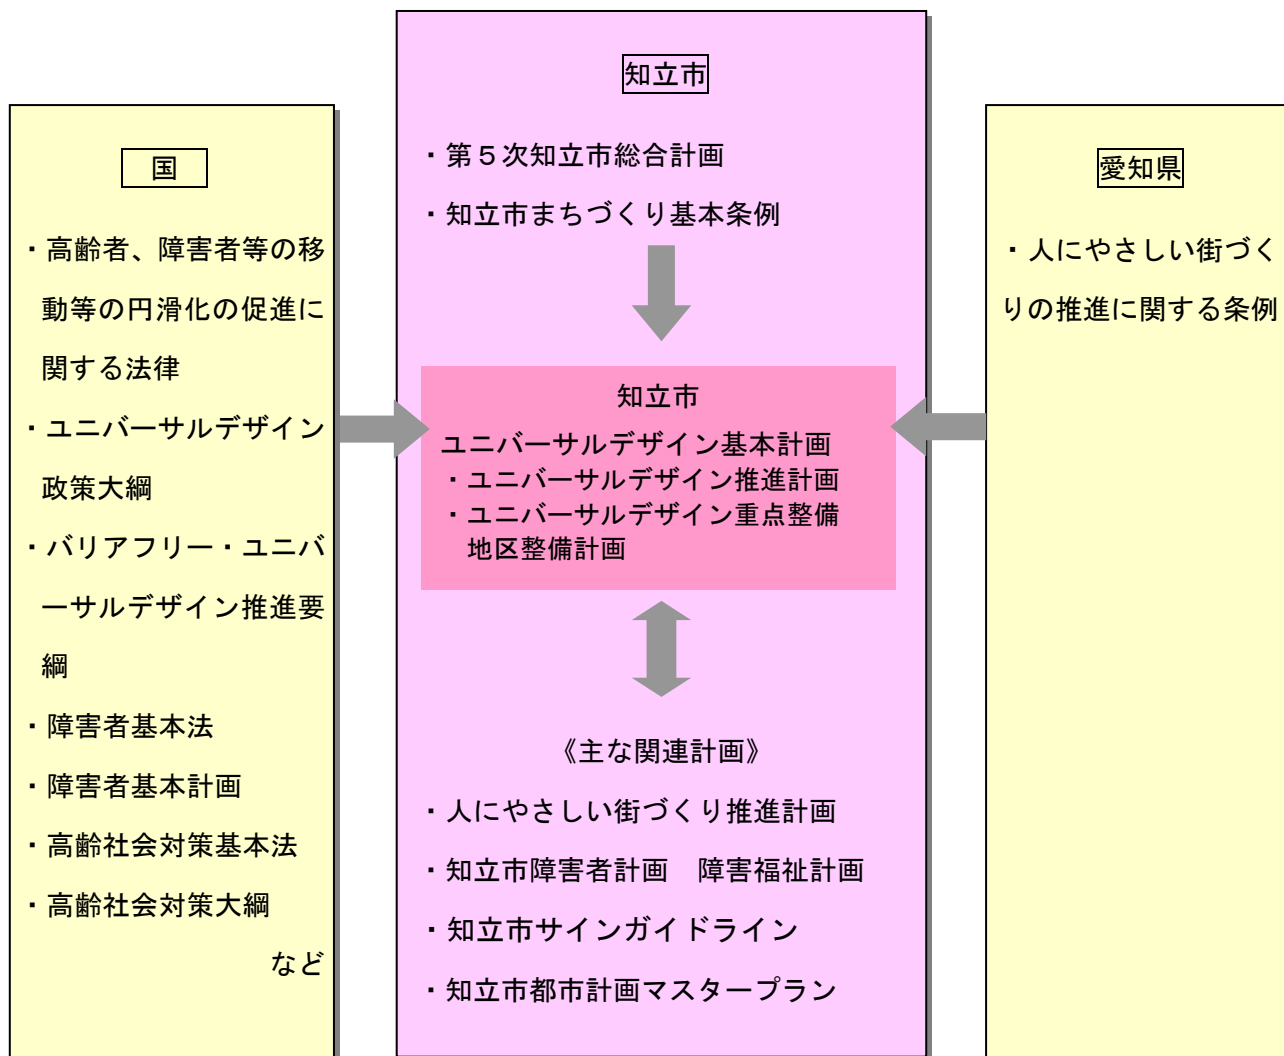 国
・高齢者、障害者等の移
動等の円滑化の促進に
関する法律
・ユニバーサルデザイン
政策大綱
・バリアフリー・ユニバ
ーサルデザイン推進要
綱
・障害者基本法
・障害者基本計画
・高齢社会対策基本法
・高齢社会対策大綱
など
知立市
・第５次知立市総合計画
・知立市まちづくり基本条例
知立市
ユニバーサルデザイン基本計画
・ユニバーサルデザイン推進計画
・ユニバーサルデザイン重点整備
地区整備計画
《主な関連計画》
・人にやさしい街づくり推進計画
・知立市障害者計画　障害福祉計画
・知立市サインガイドライン
・知立市都市計画マスタープラン
愛知県
・人にやさしい街づく
りの推進に関する条例